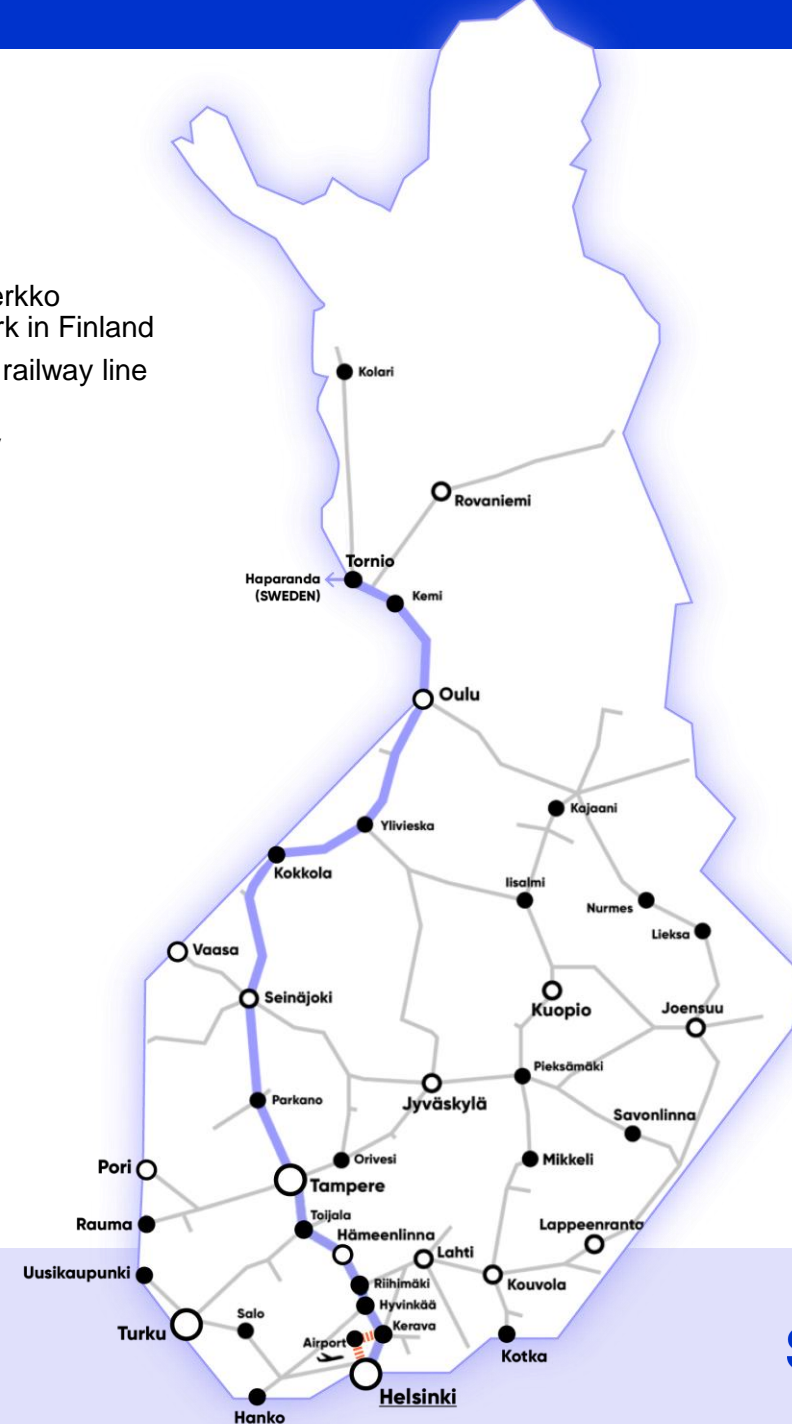 rk in Finland
railway line
Kolari
Rovaniemi
Tornio
Haparanda
(SWEDEN)
Kemi
Oulu
Ylivieska
Kajaani
Kokkola
Iisalmi
Nurmes
Lieksa
Vaasa
Seinäjoki
Kuopio
Joensuu
Pieksämäki
Parkano
Jyväskylä
Savonlinna
Orivesi
Mikkeli
Pori
Tampere
Rauma
Toijala
Hämeenlinna
Lappeenranta
Lahti
Uusikaupunki
Riihimäki
Kouvola
Hyvinkää
Salo
Turku
Kerava
Airport
Kotka
Helsinki
Hanko